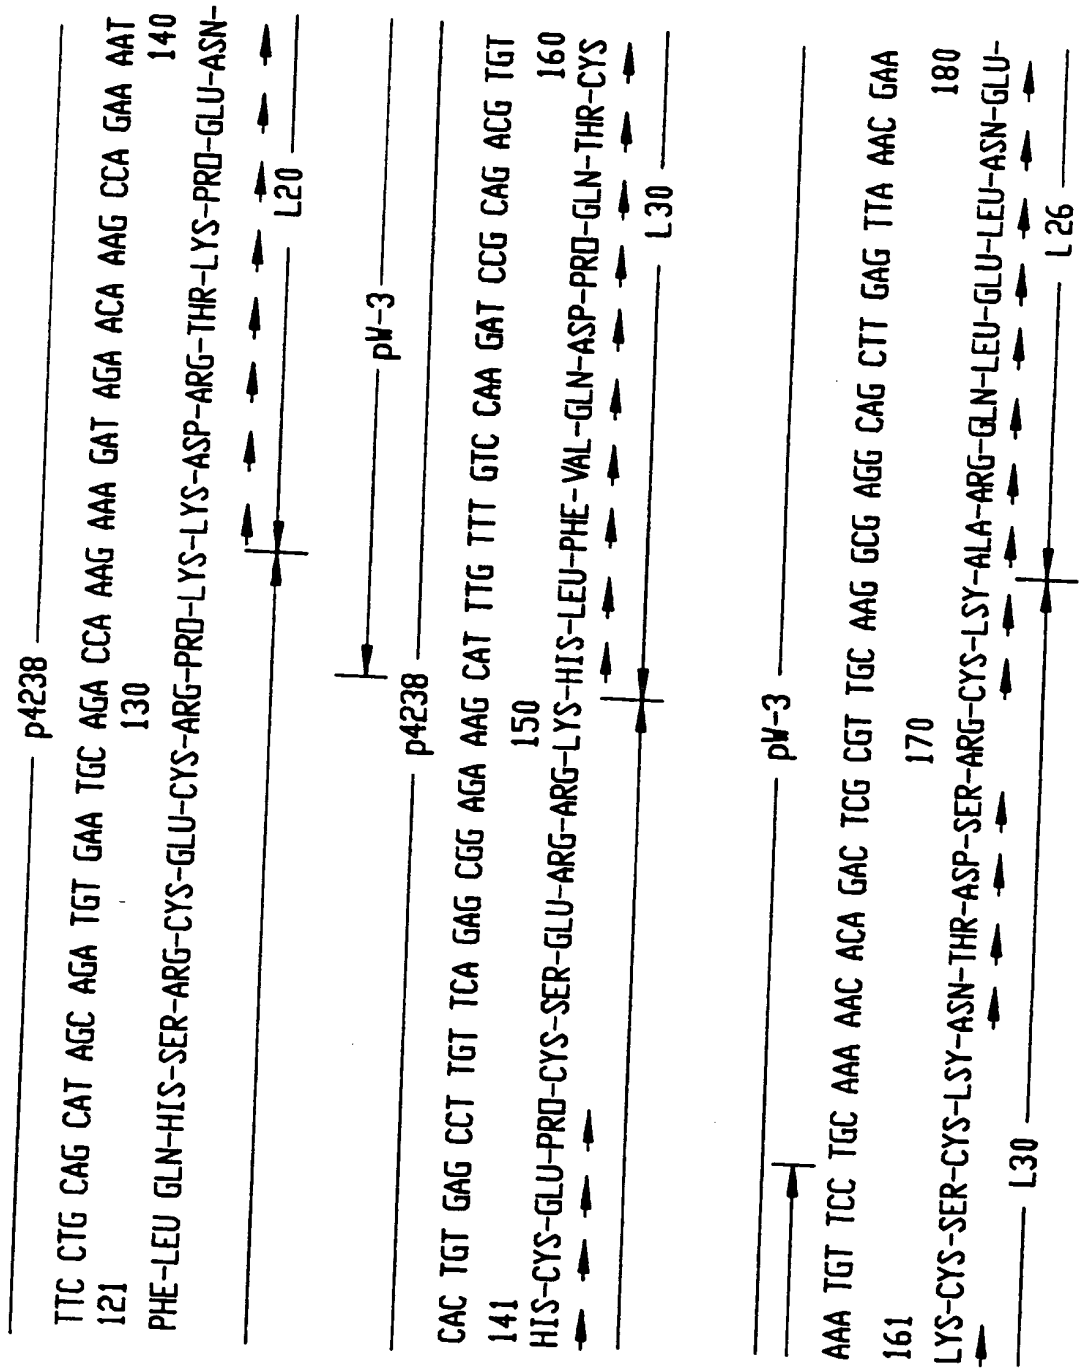 p4238
TTC CTG CAG CAT AGC AGA TGT GAA TGC AGA CCA AAG AAA GAT AGA ACA AAG CCA GAA AAT
121 130 140
PHE-LEU GLN-HIS-SER-ARG-CYS-GLU-CYS-ARG-PRO-LYS-LYS-ASP-ARG-THR-LYS-PRO-GLU-ASN-
L20
pW-3
p4238
CAC TGT GAG CCT TGT TCA GAG CGG AGA AAG CAT TTG TTT GTC CAA GAT CCG CAG ACG TGT
141 150 160
HIS-CYS-GLU-PRO-CYS-SER-GLU-ARG-ARG-LYS-HIS-LEU-PHE-VAL-GLN-ASP-PRO-GLN-THR-CYS
L30
pW-3
AAA TGT TCC TGC AAA AAC ACA GAC TCG CGT TGC AAG GCG AGG CAG CTT GAG TTA AAC GAA
161 170 180
LYS-CYS-SER-CYS-LSY-ASN-THR-ASP-SER-ARG-CYS-LSY-ALA-ARG-GLN-LEU-GLU-LEU-ASN-GLU-
L30 L26